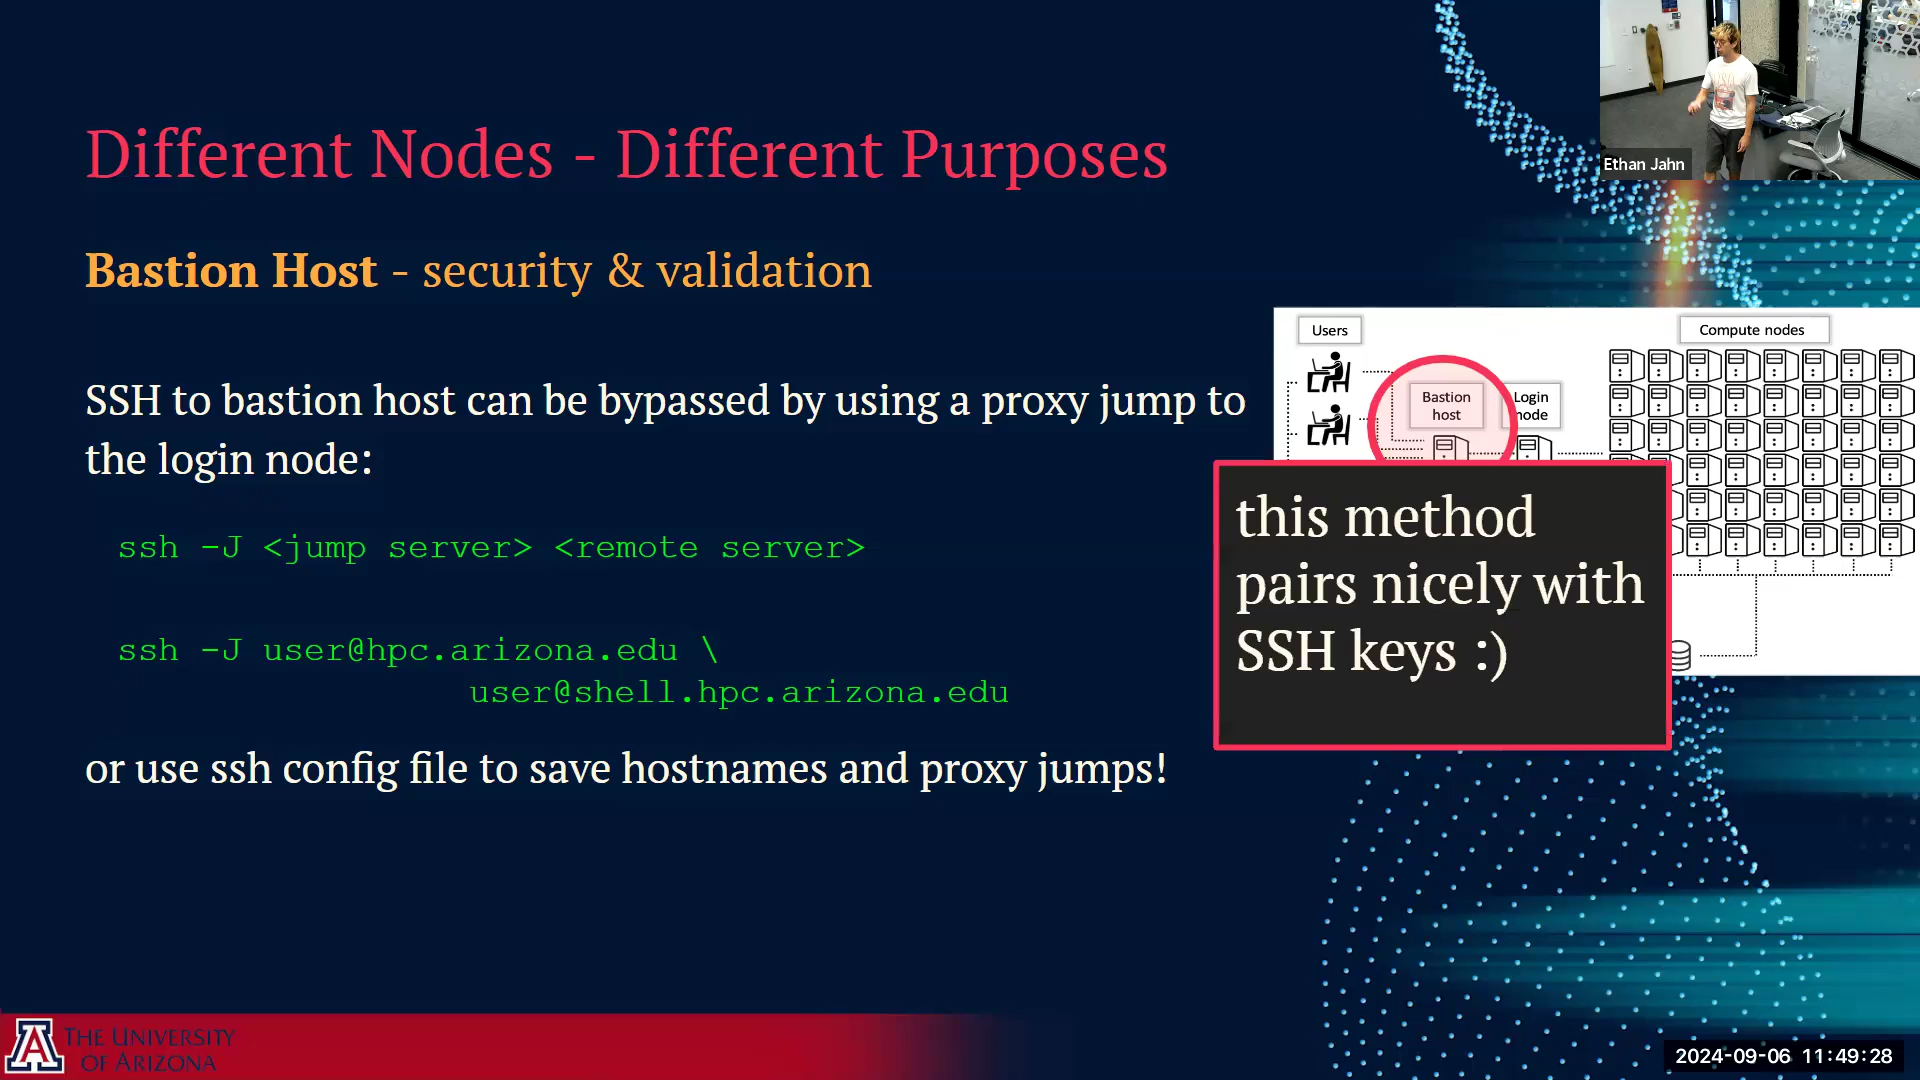 Different Nodes - Different Purposes
Ethan Jahn
Bastion Host - security & validation
SSH to bastion host can be bypassed by using a proxy jump to
the login node:
ssh -J <jump server> <remote server>
ssh -J user@hpc.arizona.edu \
user@shell.hpc.arizona.edu
or use ssh config file to save hostnames and proxy jumps!
Users
Compute nodes
Bastion
host
Login
node
this method
pairs nicely with
SSH keys :)
THE UNIVERSITY
OF ARIZONA
2024-09-06 11:49:28